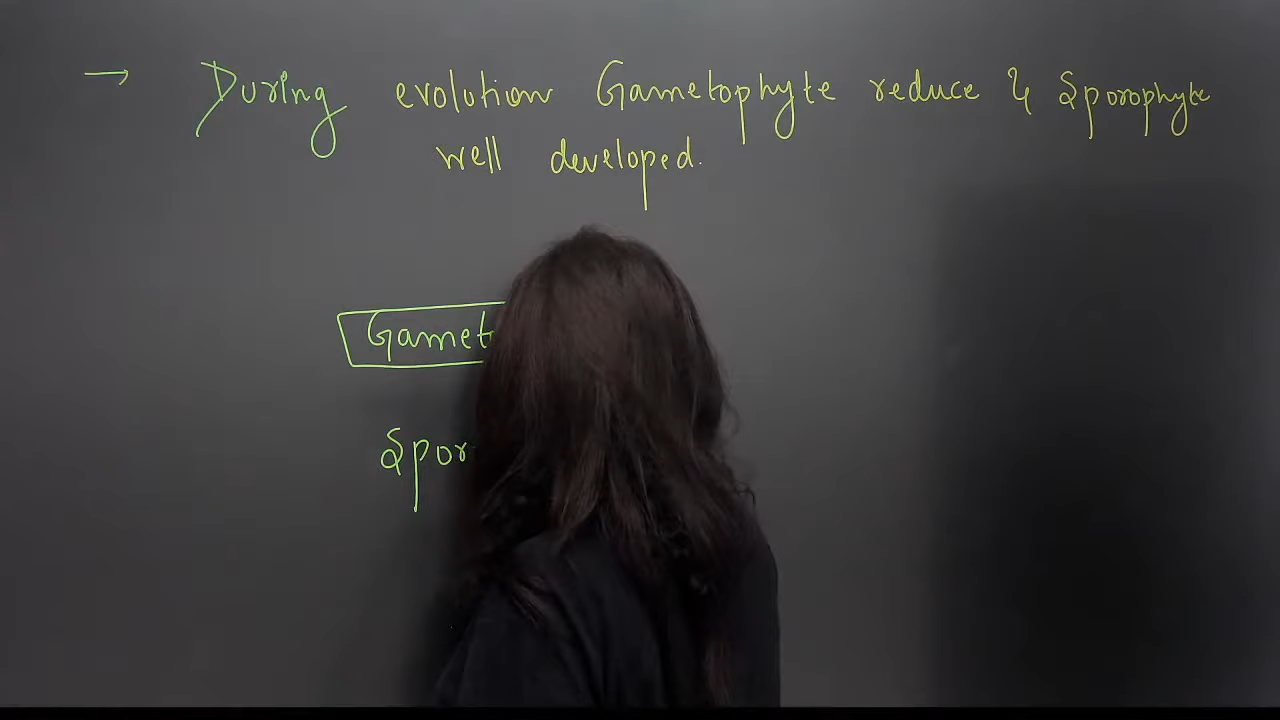 → During evolution Gametophyte reduce & Sporophyte
well developed.
Gamet
Spor